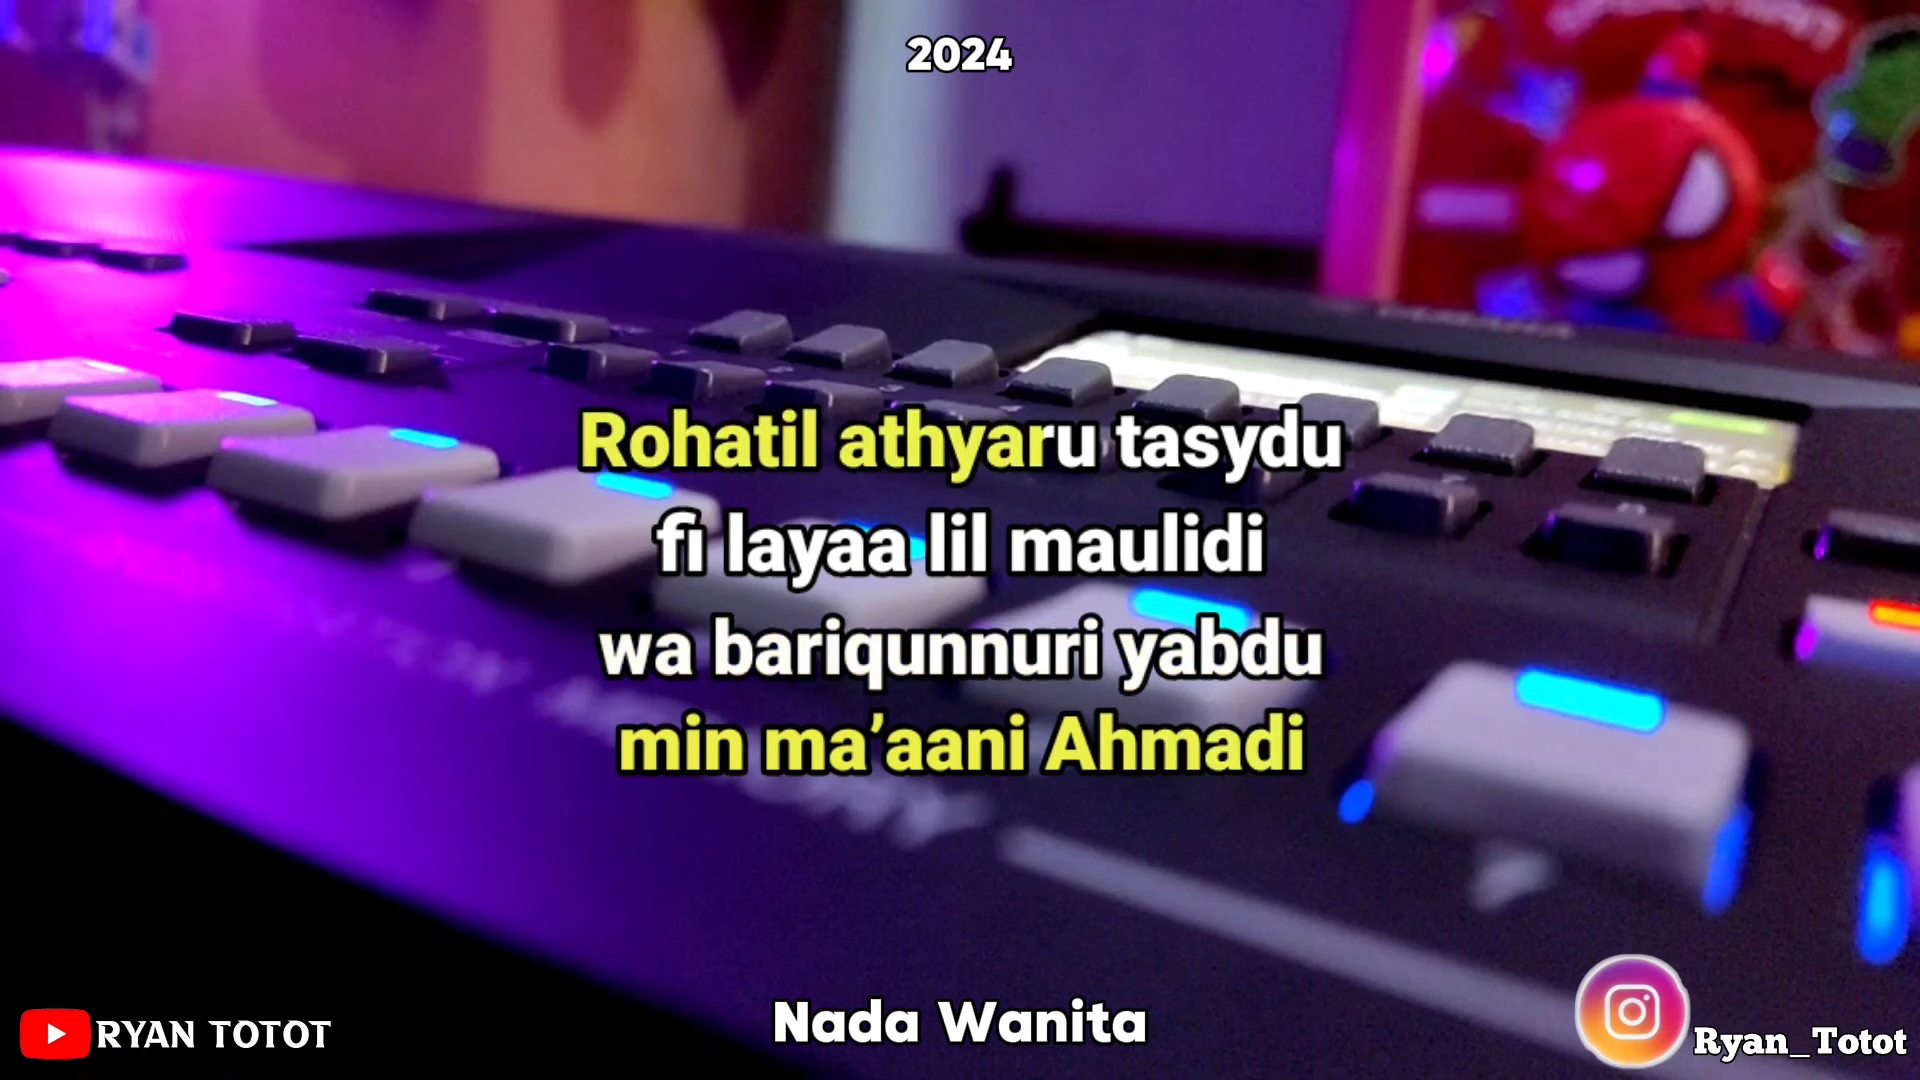 2024
Rohatil athyaru tasydu
fi layaa lil maulidi
wa bariqunnuri yabdu
min ma’aani Ahmadi
Nada Wanita
RYAN TOTOT
Ryan_Totot